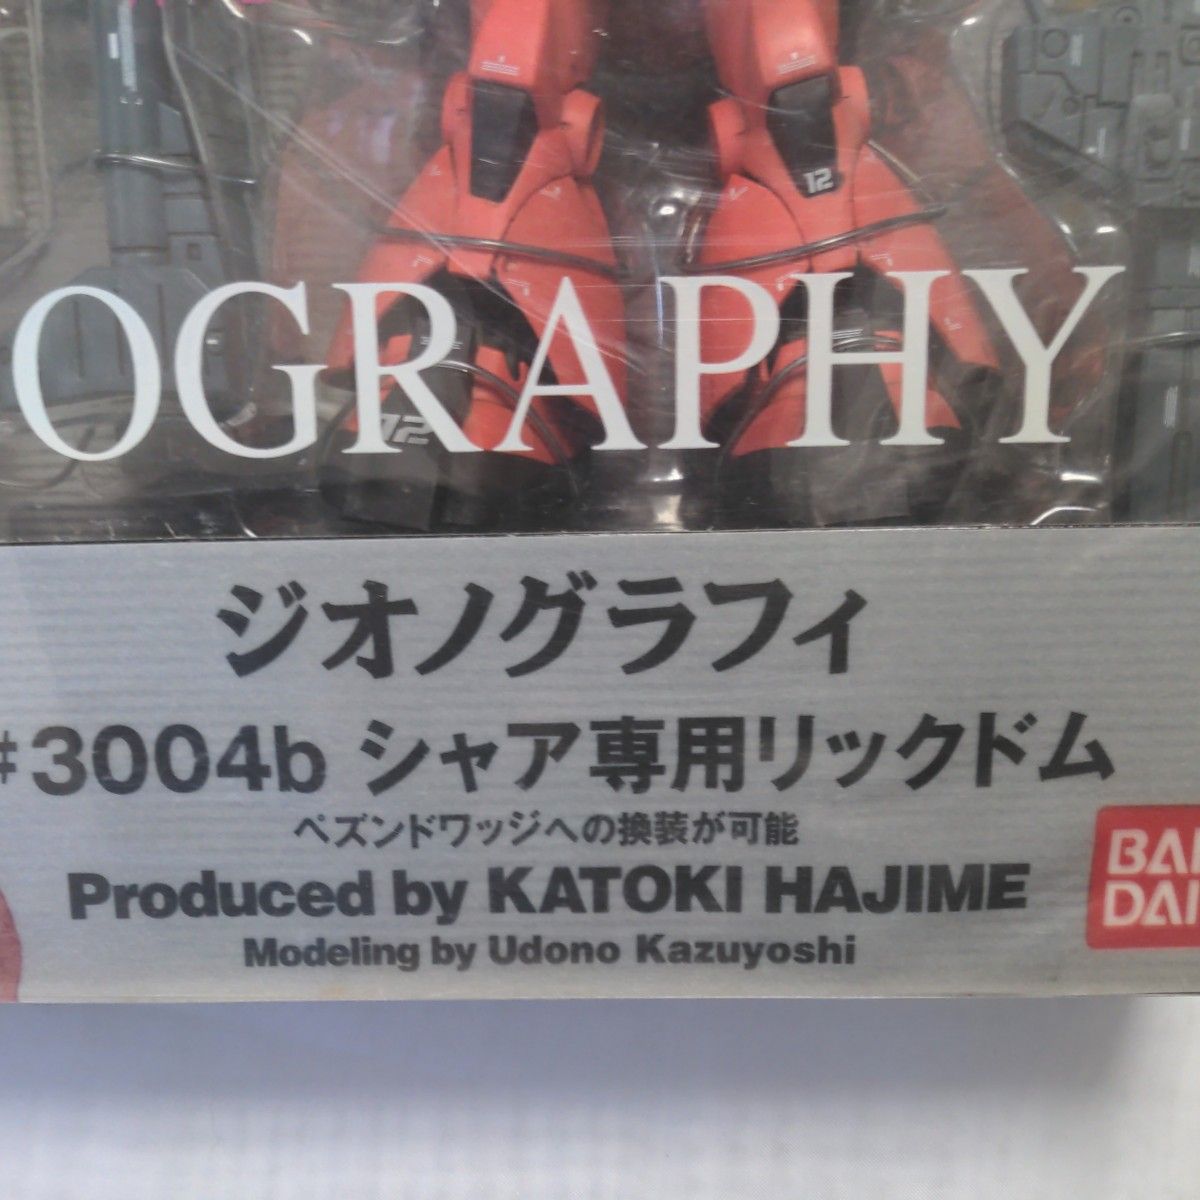 12
12
OGRAPHY
ジオノグラフィ
#3004b シャア専用リックドム
ペズンドワッジへの換装が可能
Produced by KATOKI HAJIME
Modeling by Udono Kazuyoshi
BAN
DAI